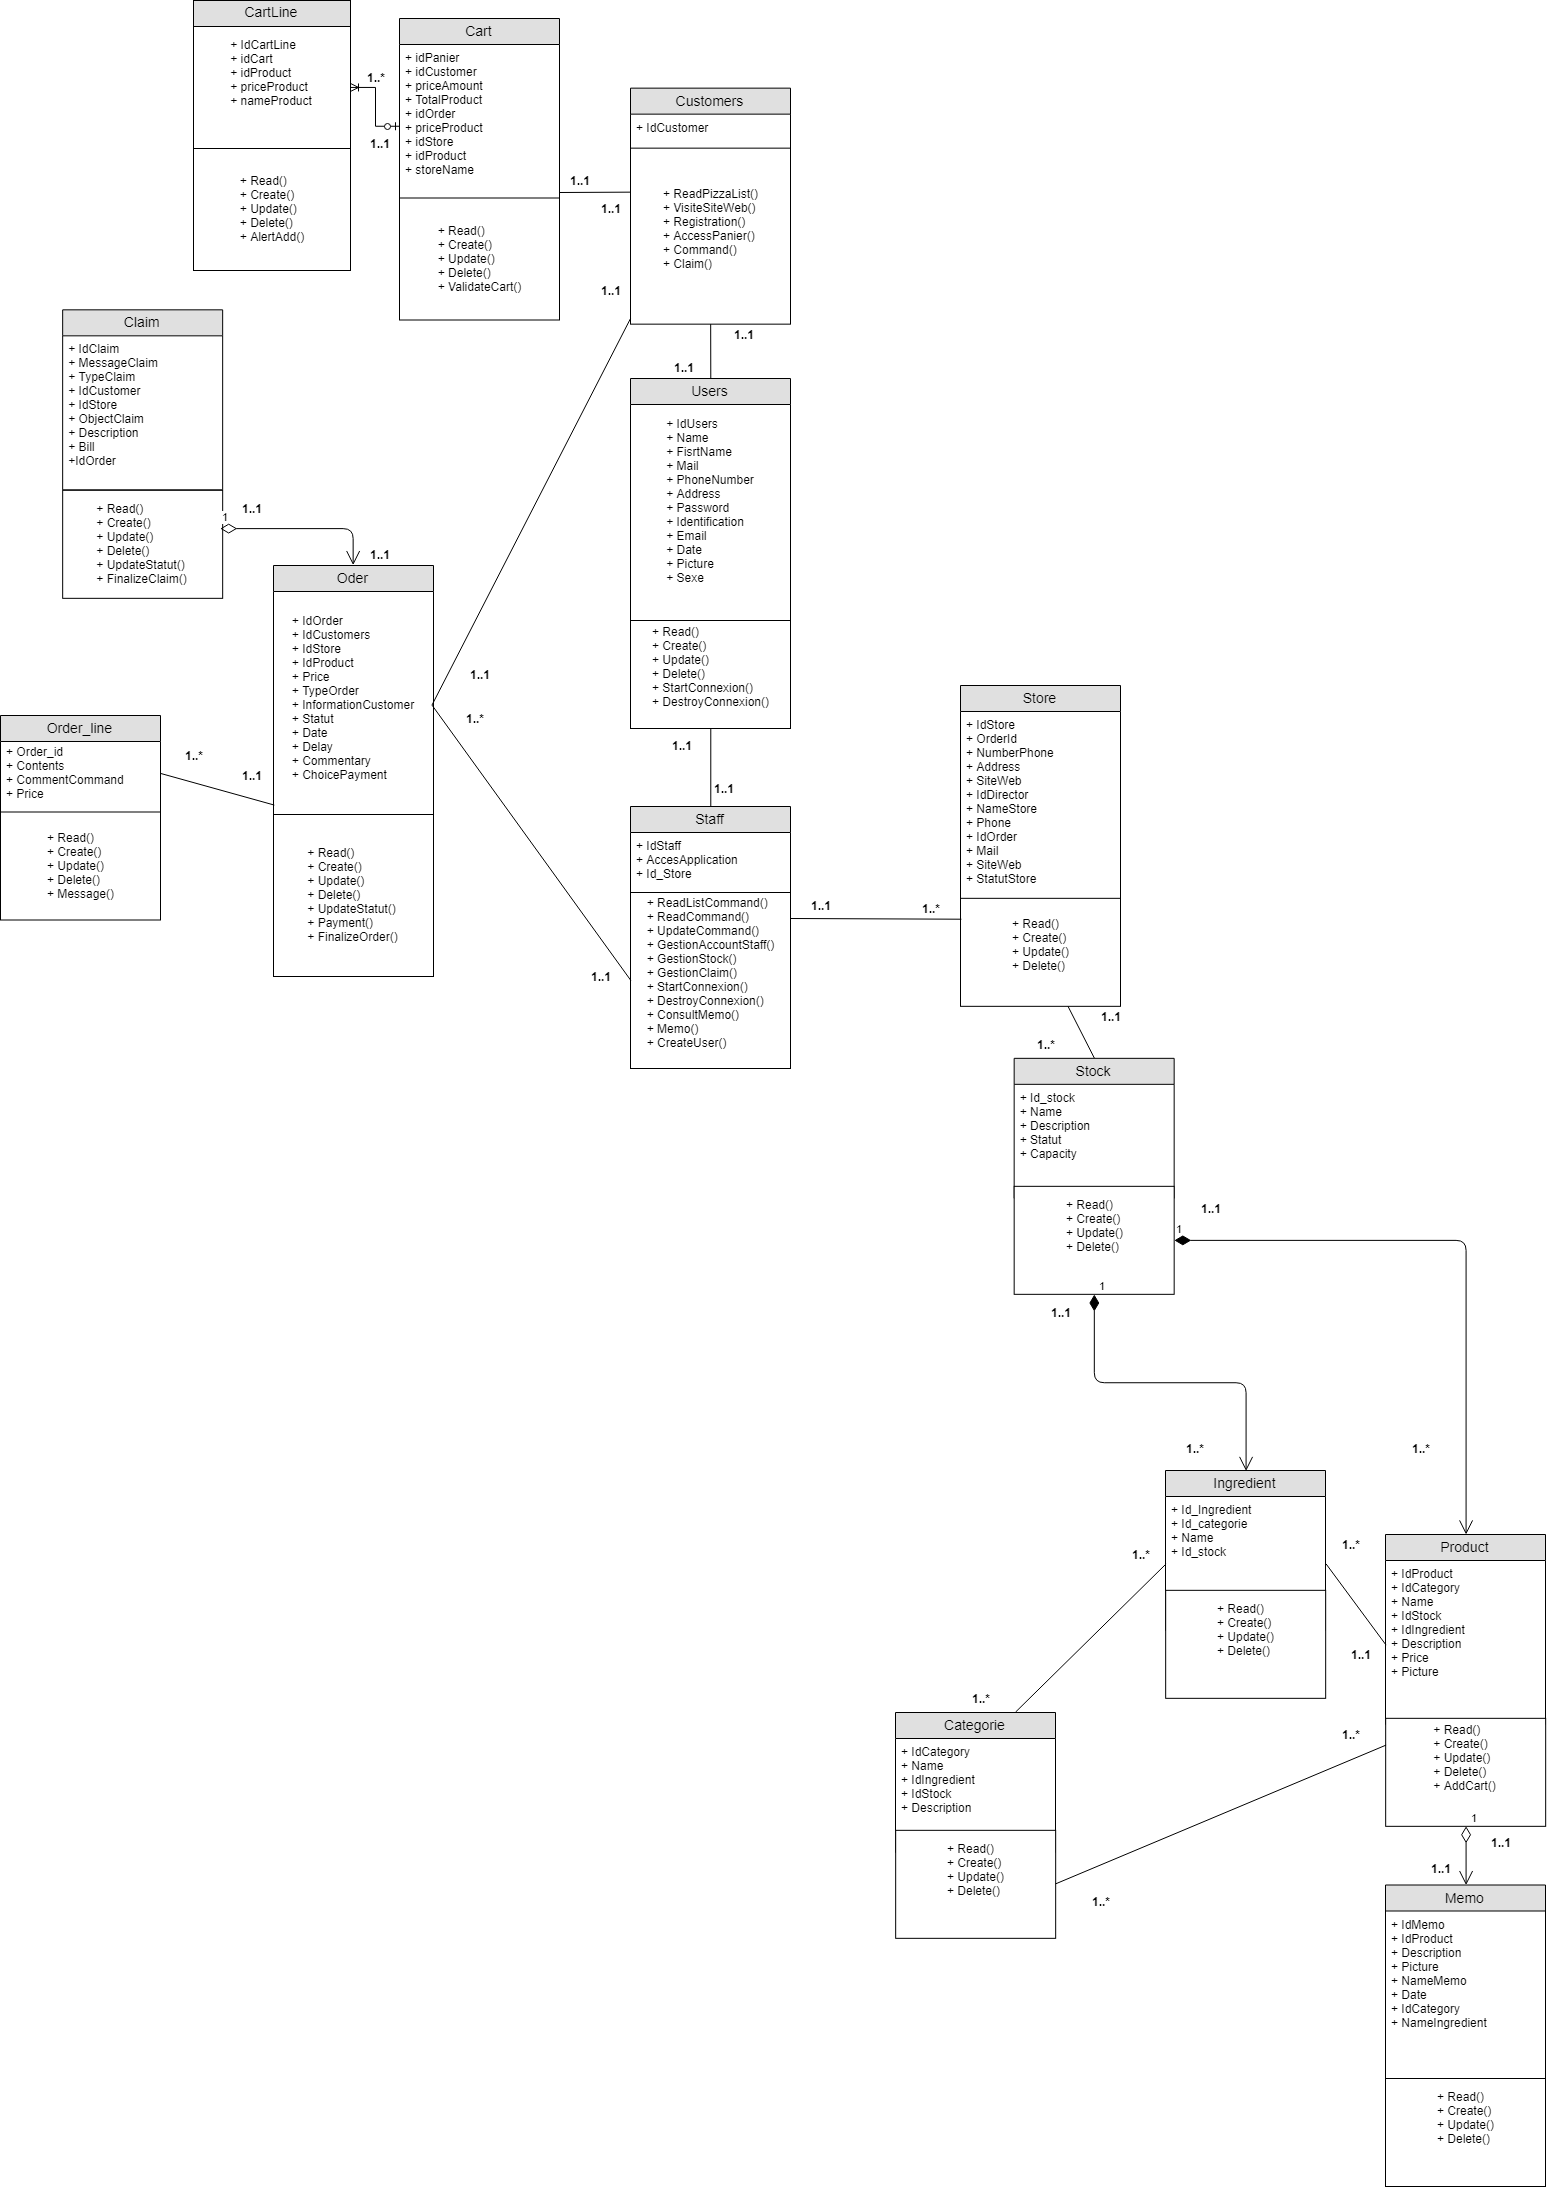 CartLine
+ IdCartLine
+ idCart
+ idProduct
+ priceProduct
+ nameProduct
+ Read()
+ Create()
+ Update()
+ Delete()
+ AlertAdd()
1..*
1..1
Cart
+ idPanier
+ idCustomer
+ priceAmount
+ TotalProduct
+ idOrder
+ priceProduct
+ idStore
+ idProduct
+ storeName
+ Read()
+ Create()
+ Update()
+ Delete()
+ ValidateCart()
1..1
1..1
Customers
+ IdCustomer
+ ReadPizzaList()
+ VisiteSiteWeb()
+ Registration()
+ AccessPanier()
+ Command()
+ Claim()
1..1
1..1
1..1
Claim
+ IdClaim
+ MessageClaim
+ TypeClaim
+ IdCustomer
+ IdStore
+ ObjectClaim
+ Description
+ Bill
+IdOrder
+ Read()
+ Create()
+ Update()
+ Delete()
+ UpdateStatut()
+ FinalizeClaim()
1
1..1
1..1
Users
+ IdUsers
+ Name
+ FisrtName
+ Mail
+ PhoneNumber
+ Address
+ Password
+ Identification
+ Email
+ Date
+ Picture
+ Sexe
+ Read()
+ Create()
+ Update()
+ Delete()
+ StartConnexion()
+ DestroyConnexion()
1..1
1..1
Oder
+ IdOrder
+ IdCustomers
+ IdStore
+ IdProduct
+ Price
+ TypeOrder
+ InformationCustomer
+ Statut
+ Date
+ Delay
+ Commentary
+ ChoicePayment
+ Read()
+ Create()
+ Update()
+ Delete()
+ UpdateStatut()
+ Payment()
+ FinalizeOrder()
1..1
1..*
1..1
Order_line
+ Order_id
+ Contents
+ CommentCommand
+ Price
+ Read()
+ Create()
+ Update()
+ Delete()
+ Message()
1..*
1..1
Staff
+ IdStaff
+ AccesApplication
+ Id_Store
+ ReadListCommand()
+ ReadCommand()
+ UpdateCommand()
+ GestionAccountStaff()
+ GestionStock()
+ GestionClaim()
+ StartConnexion()
+ DestroyConnexion()
+ ConsultMemo()
+ Memo()
+ CreateUser()
1..1
1..*
Store
+ IdStore
+ OrderId
+ NumberPhone
+ Address
+ SiteWeb
+ IdDirector
+ NameStore
+ Phone
+ IdOrder
+ Mail
+ SiteWeb
+ StatutStore
+ Read()
+ Create()
+ Update()
+ Delete()
1..1
1..*
Stock
+ Id_stock
+ Name
+ Description
+ Statut
+ Capacity
+ Read()
+ Create()
+ Update()
+ Delete()
1..1
1
1
1..1
1..*
1..*
Ingredient
+ Id_Ingredient
+ Id_categorie
+ Name
+ Id_stock
+ Read()
+ Create()
+ Update()
+ Delete()
1..*
1..*
1..1
1..*
Product
+ IdProduct
+ IdCategory
+ Name
+ IdStock
+ IdIngredient
+ Description
+ Price
+ Picture
+ Read()
+ Create()
+ Update()
+ Delete()
+ AddCart()
1
1..1
1..1
Categorie
+ IdCategory
+ Name
+ IdIngredient
+ IdStock
+ Description
+ Read()
+ Create()
+ Update()
+ Delete()
1..*
1..*
Memo
+ IdMemo
+ IdProduct
+ Description
+ Picture
+ NameMemo
+ Date
+ IdCategory
+ NameIngredient
+ Read()
+ Create()
+ Update()
+ Delete()